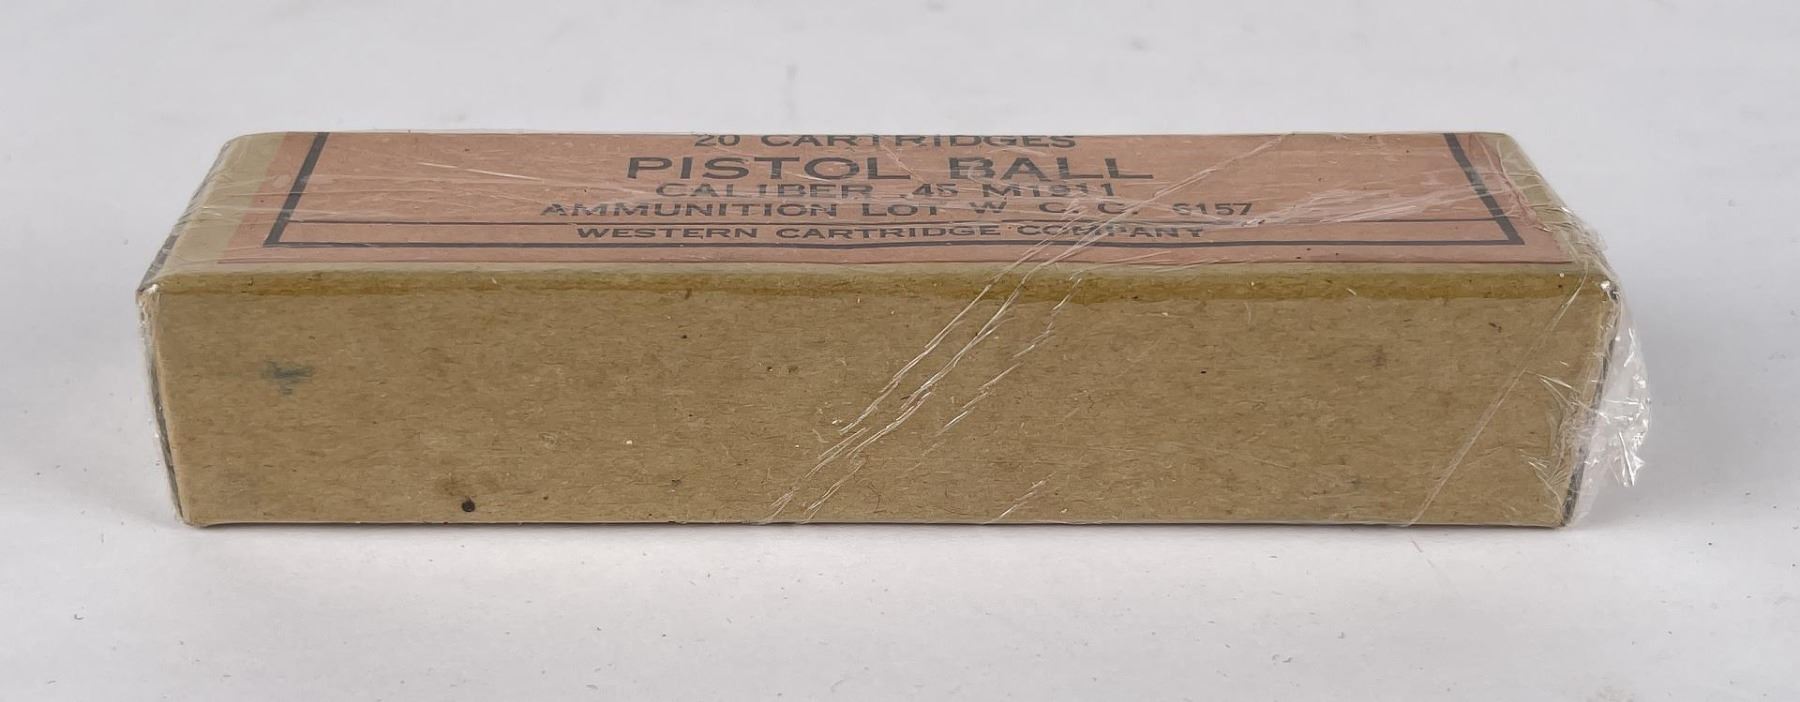 20 CARTRIDGES
PISTOL BALL
CALIBER .45 M1911
AMMUNITION LOT W. C. C. 6157
WESTERN CARTRIDGE COMPANY